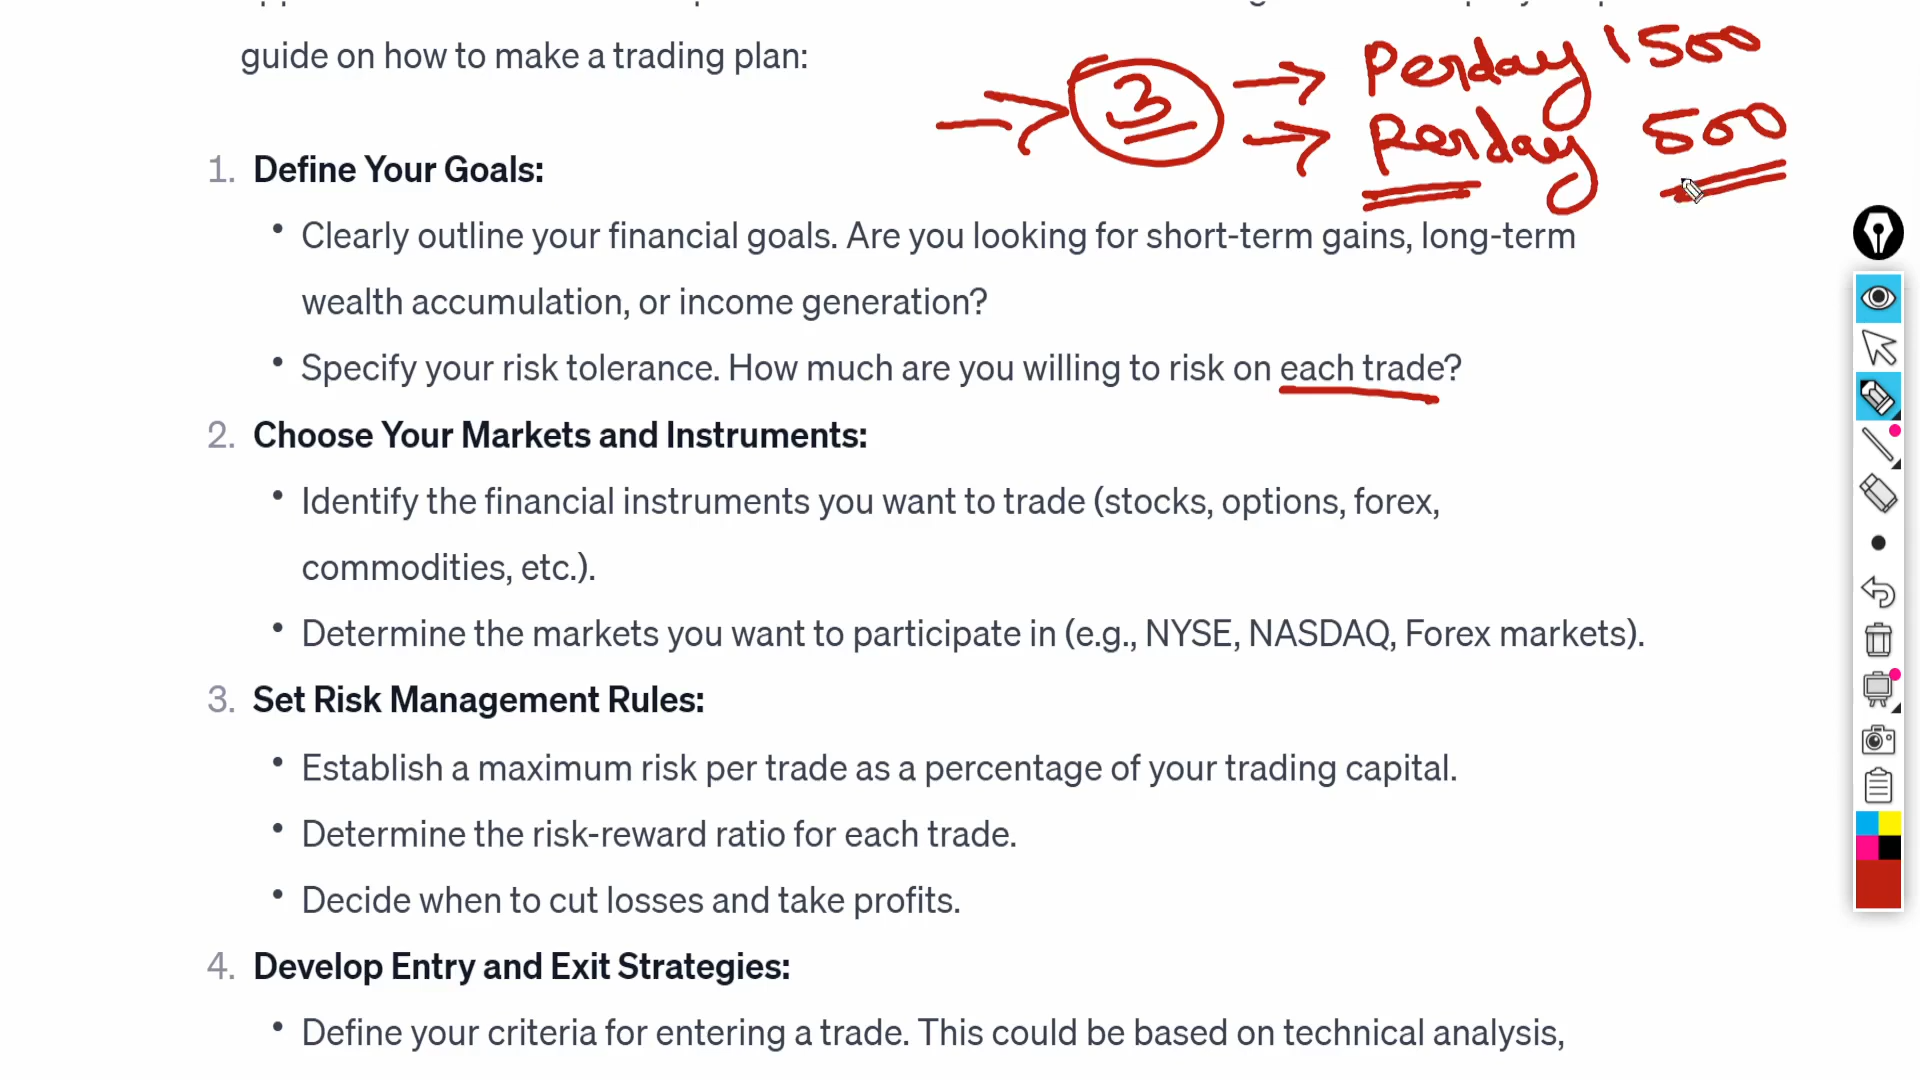 guide on how to make a trading plan:
3
Perday 1500
Perday 500
1. Define Your Goals:
• Clearly outline your financial goals. Are you looking for short-term gains, long-term
wealth accumulation, or income generation?
• Specify your risk tolerance. How much are you willing to risk on each trade?
2. Choose Your Markets and Instruments:
• Identify the financial instruments you want to trade (stocks, options, forex,
commodities, etc.).
• Determine the markets you want to participate in (e.g., NYSE, NASDAQ, Forex markets).
3. Set Risk Management Rules:
• Establish a maximum risk per trade as a percentage of your trading capital.
• Determine the risk-reward ratio for each trade.
• Decide when to cut losses and take profits.
4. Develop Entry and Exit Strategies:
• Define your criteria for entering a trade. This could be based on technical analysis,